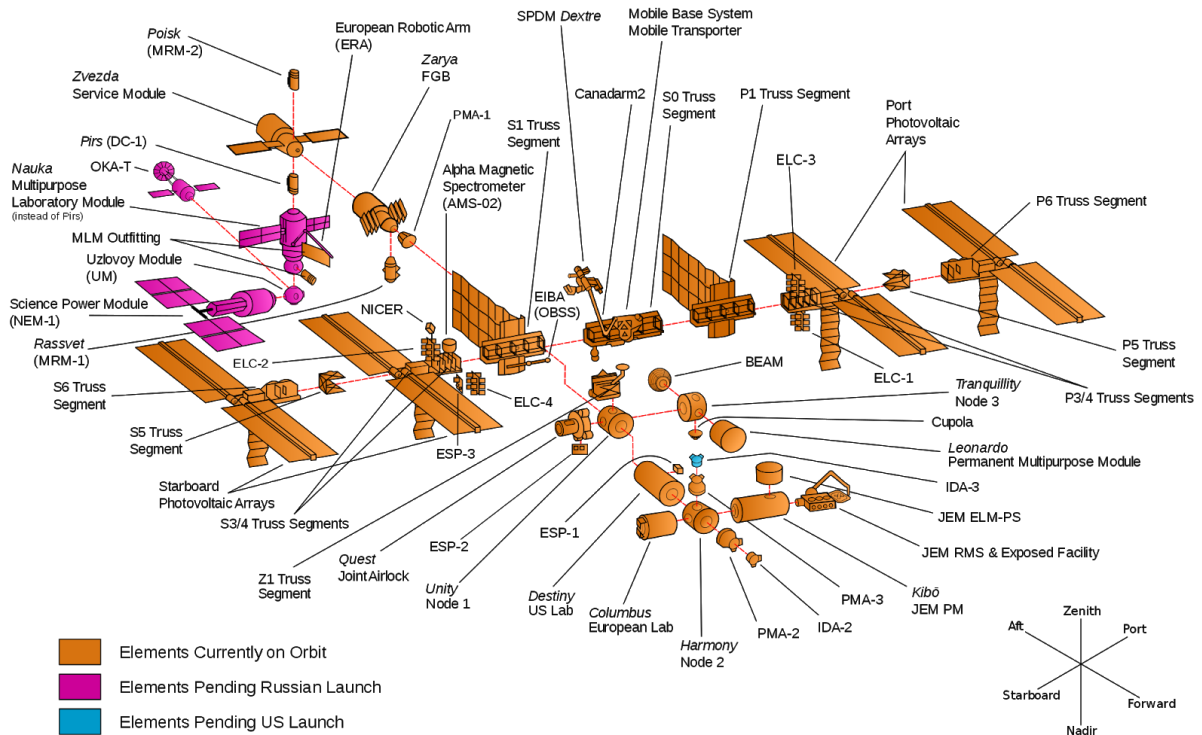 Poisk
(MRM-2)
European Robotic Arm
(ERA)
SPDM Dextre
Mobile Base System
Mobile Transporter
Zvezda
Service Module
Zarya
FGB
PMA-1
S1 Truss
Segment
Canadarm2
S0 Truss
Segment
P1 Truss Segment
Port
Photovoltaic
Arrays
Pirs (DC-1)
OKA-T
Nauka
Multipurpose
Laboratory Module
(instead of Pirs)
Alpha Magnetic
Spectrometer
(AMS-02)
ELC-3
P6 Truss Segment
MLM Outfitting
Uzlovoy Module
(UM)
Science Power Module
(NEM-1)
Rassvet
(MRM-1)
NICER
EIBA
(OBSS)
ELC-2
BEAM
ELC-1
P5 Truss
Segment
S6 Truss
Segment
ELC-4
Tranquillity
Node 3
P3/4 Truss Segments
Cupola
S5 Truss
Segment
ESP-3
Leonardo
Permanent Multipurpose Module
Starboard
Photovoltaic Arrays
IDA-3
S3/4 Truss Segments
JEM ELM-PS
ESP-2
ESP-1
JEM RMS & Exposed Facility
Z1 Truss
Segment
Quest
Joint Airlock
Unity
Node 1
Destiny
US Lab
Columbus
European Lab
Harmony
Node 2
PMA-2
IDA-2
PMA-3
Kibō
JEM PM
Zenith
Aft
Port
Starboard
Forward
Nadir
Elements Currently on Orbit
Elements Pending Russian Launch
Elements Pending US Launch